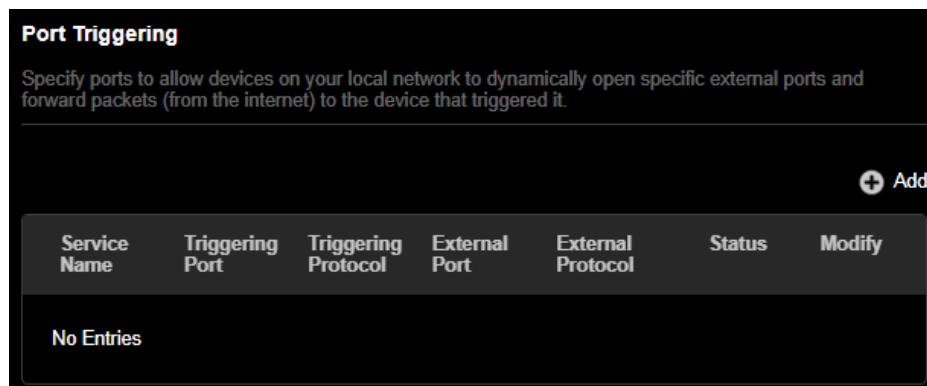 Port Triggering
Specify ports to allow devices on your local network to dynamically open specific external ports and
forward packets (from the internet) to the device that triggered it.
Add
Service Name Triggering Port Triggering Protocol External Port External Protocol Status Modify
No Entries